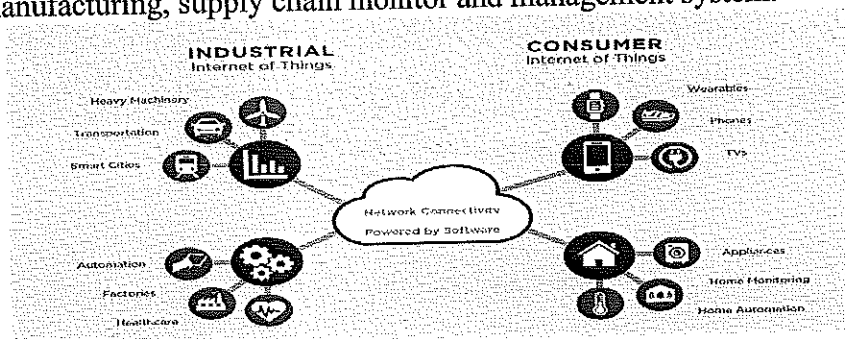 manufacturing, supply chain monitor and management system.
INDUSTRIAL
Internet of Things
CONSUMER
Internet of Things
Heavy Machinery
Transportation
Smart Cities
Wearables
Phones
TVs
Network Connectivity
Powered by Software
Automation
Factories
Healthcare
Appliances
Home Monitoring
Home Automation